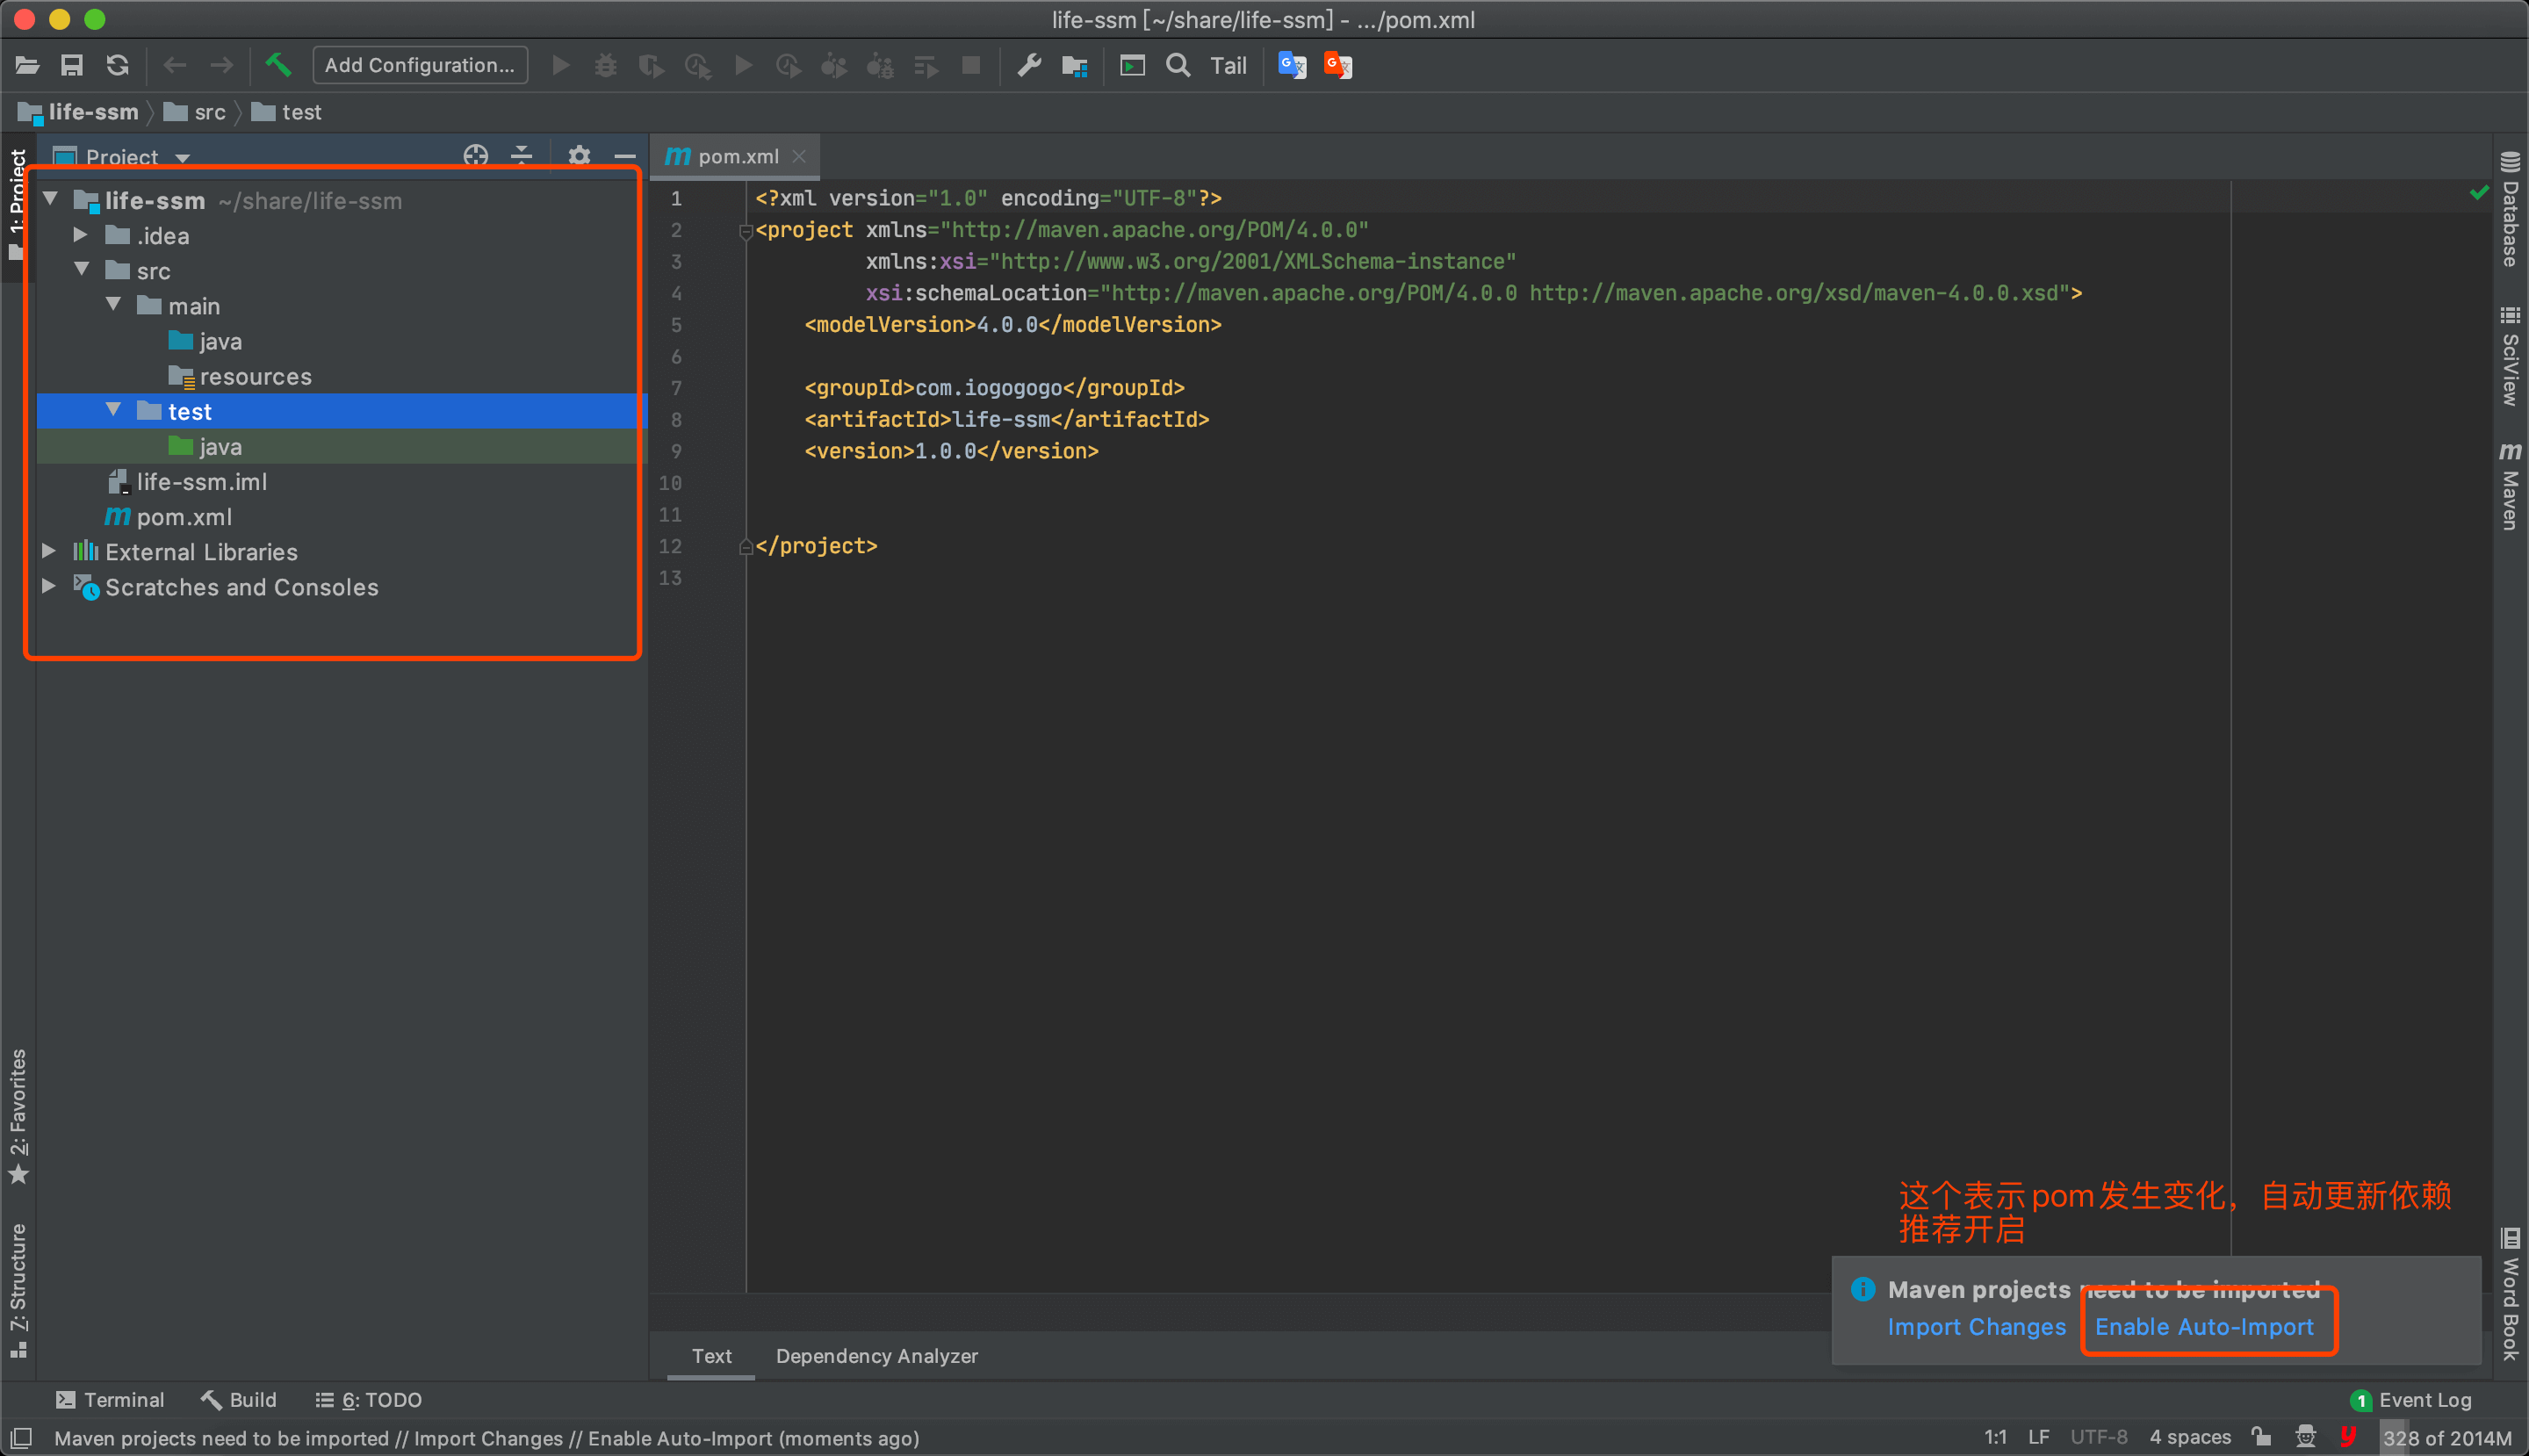 life-ssm [~/share/life-ssm] - .../pom.xml
Add Configuration...
Tail
life-ssm
src
test
Project
pom.xml
1: Project
life-ssm ~/share/life-ssm
.idea
src
main
java
resources
test
java
life-ssm.iml
pom.xml
External Libraries
Scratches and Consoles
1 <?xml version="1.0" encoding="UTF-8"?>
2 <project xmlns="http://maven.apache.org/POM/4.0.0"
3 xmlns:xsi="http://www.w3.org/2001/XMLSchema-instance"
4 xsi:schemaLocation="http://maven.apache.org/POM/4.0.0 http://maven.apache.org/xsd/maven-4.0.0.xsd">
5 <modelVersion>4.0.0</modelVersion>
6
7 <groupId>com.iogogogo</groupId>
8 <artifactId>life-ssm</artifactId>
9 <version>1.0.0</version>
10
11
12 </project>
13
Database
SciView
Maven
Word Book
2: Favorites
7: Structure
这个表示 pom 发生变化，自动更新依赖
推荐开启
Maven projects need to be imported
Import Changes Enable Auto-Import
Text Dependency Analyzer
Terminal Build 6: TODO
1 Event Log
Maven projects need to be imported // Import Changes // Enable Auto-Import (moments ago)
1:1 LF UTF-8 4 spaces 328 of 2014M